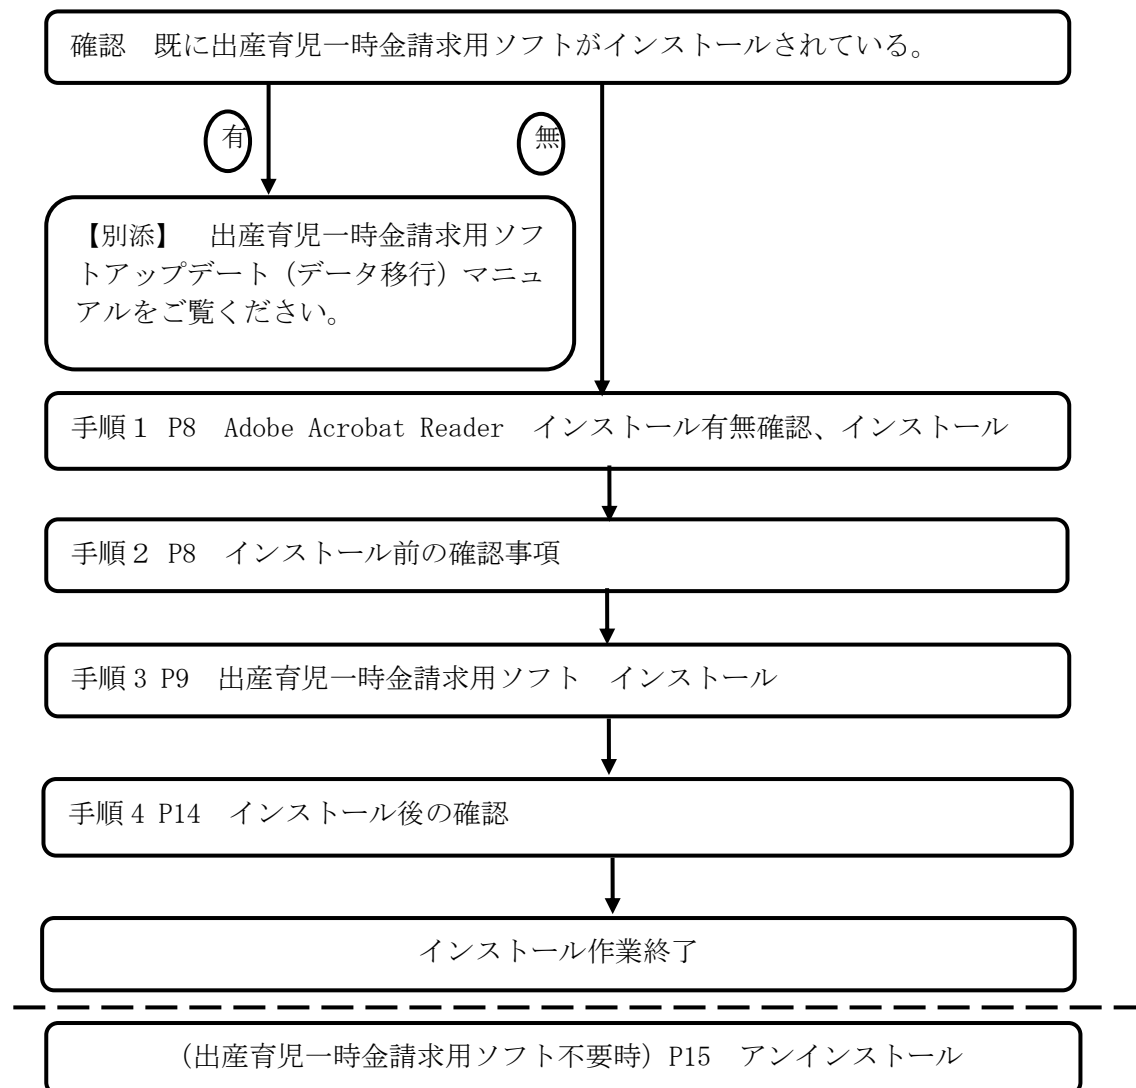 確認　既に出産育児一時金請求用ソフトがインストールされている。
有
無
【別添】　出産育児一時金請求用ソフ
トアップデート（データ移行）マニュ
アルをご覧ください。
手順１ P8　Adobe Acrobat Reader　インストール有無確認、インストール
手順２ P8　インストール前の確認事項
手順３ P9　出産育児一時金請求用ソフト　インストール
手順４ P14　インストール後の確認
インストール作業終了
（出産育児一時金請求用ソフト不要時）P15　アンインストール